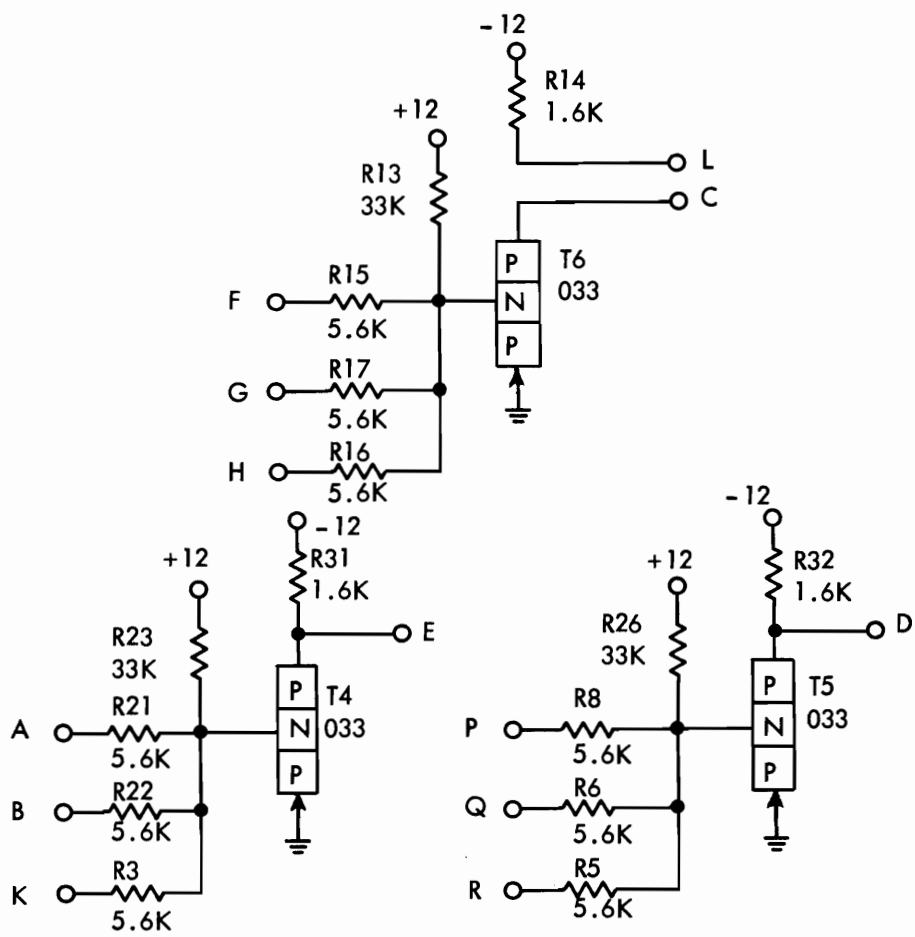 -12
R14
1.6K
+12
L
R13
33K
C
P
T6
033
R15
F
N
5.6K
P
R17
G
5.6K
R16
H
5.6K
-12
+12
R31
1.6K
E
R23
33K
P
T4
033
R21
A
N
5.6K
P
R22
B
5.6K
R3
K
5.6K
-12
+12
R32
1.6K
D
R26
33K
P
T5
033
R8
P
N
5.6K
P
R6
Q
5.6K
R5
R
5.6K